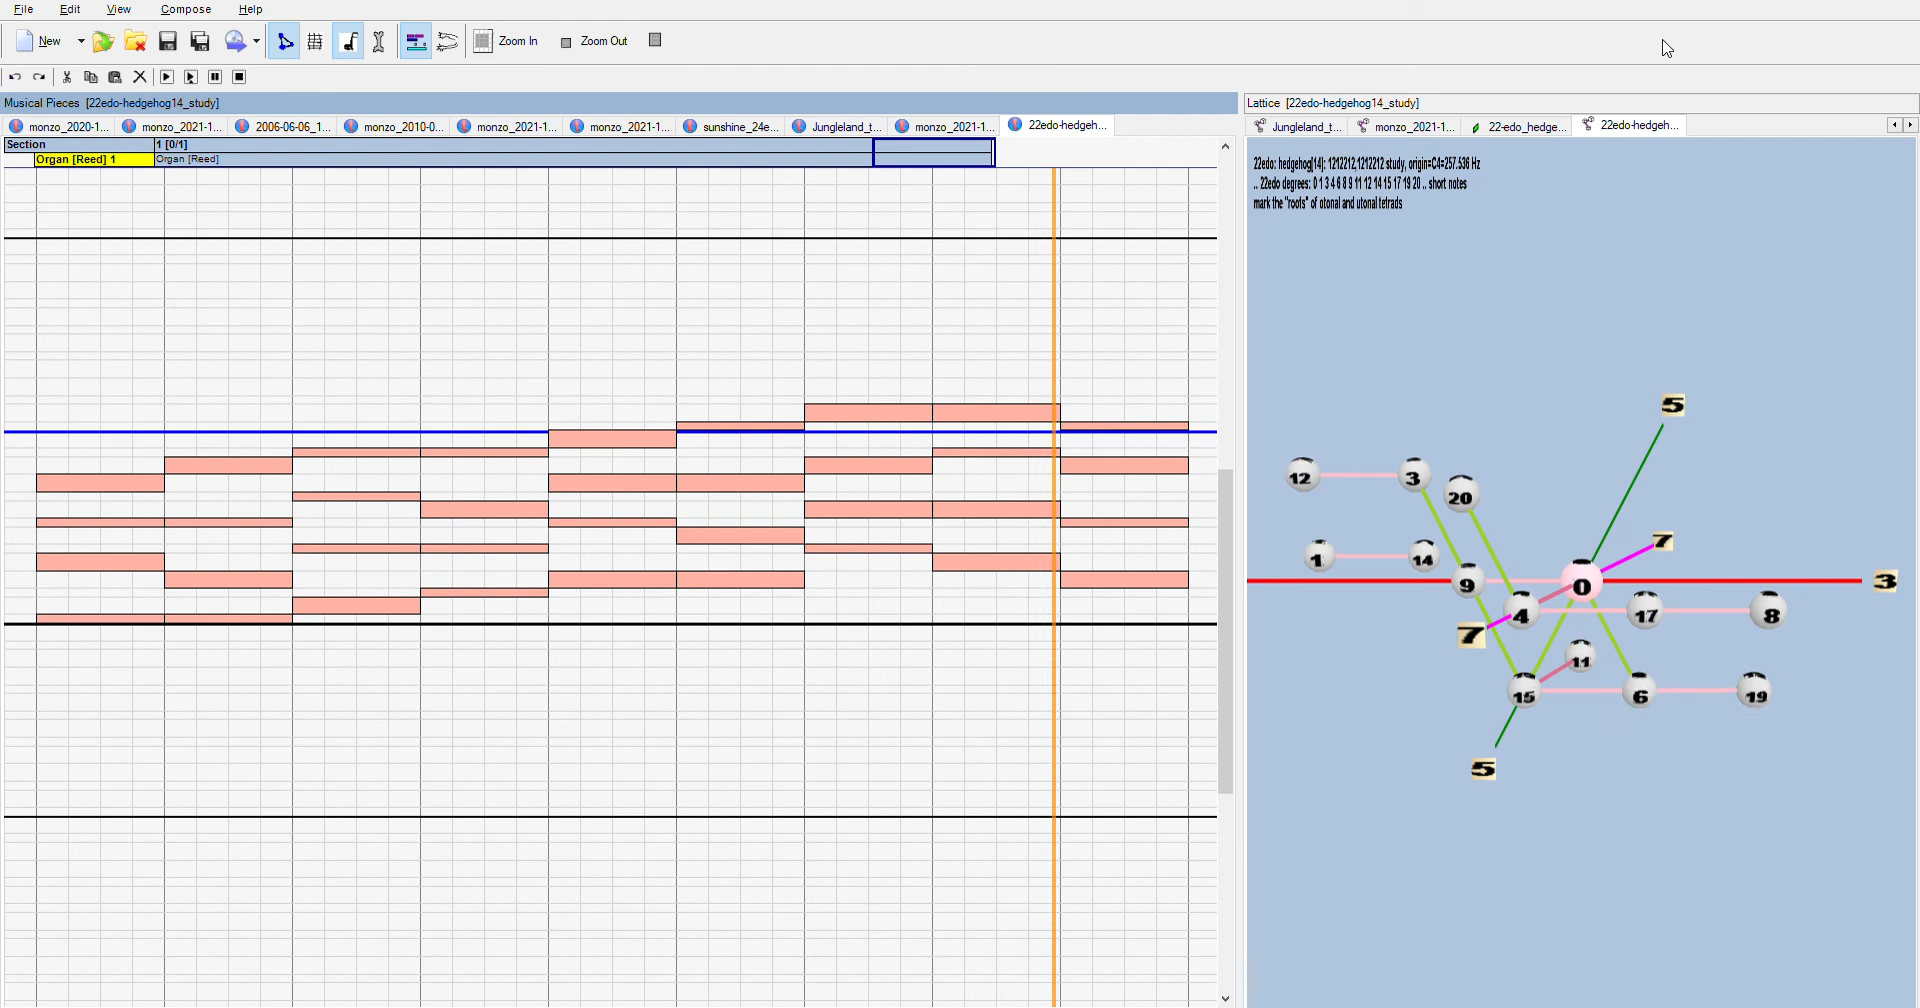 File Edit View Compose Help
New Zoom In Zoom Out
Musical Pieces [22edo-hedgehog14_study]
Lattice [22edo-hedgehog14_study]
monzo_2020-1... monzo_2021-1... 2006-06-06_1... monzo_2010-0... monzo_2021-1... monzo_2021-1... sunshine_24e... Jungleland_t... monzo_2021-1... 22edo-hedgeh...
Jungleland_t... monzo_2021-1... 22-edo_hedge... 22edo-hedgeh...
Section 1 [0/1]
Organ [Reed] 1 Organ [Reed]
22edo: hedgehog[14]: 1212212,1212212 study, origin=C4=257.536 Hz
.. 22edo degrees: 0 1 3 4 6 8 9 11 12 14 15 17 19 20 .. short notes
mark the "roots" of otonal and utonal tetrads
5
12 3 20
7
1 14
9 0 3
4 17 8
7
11
15 6 19
5